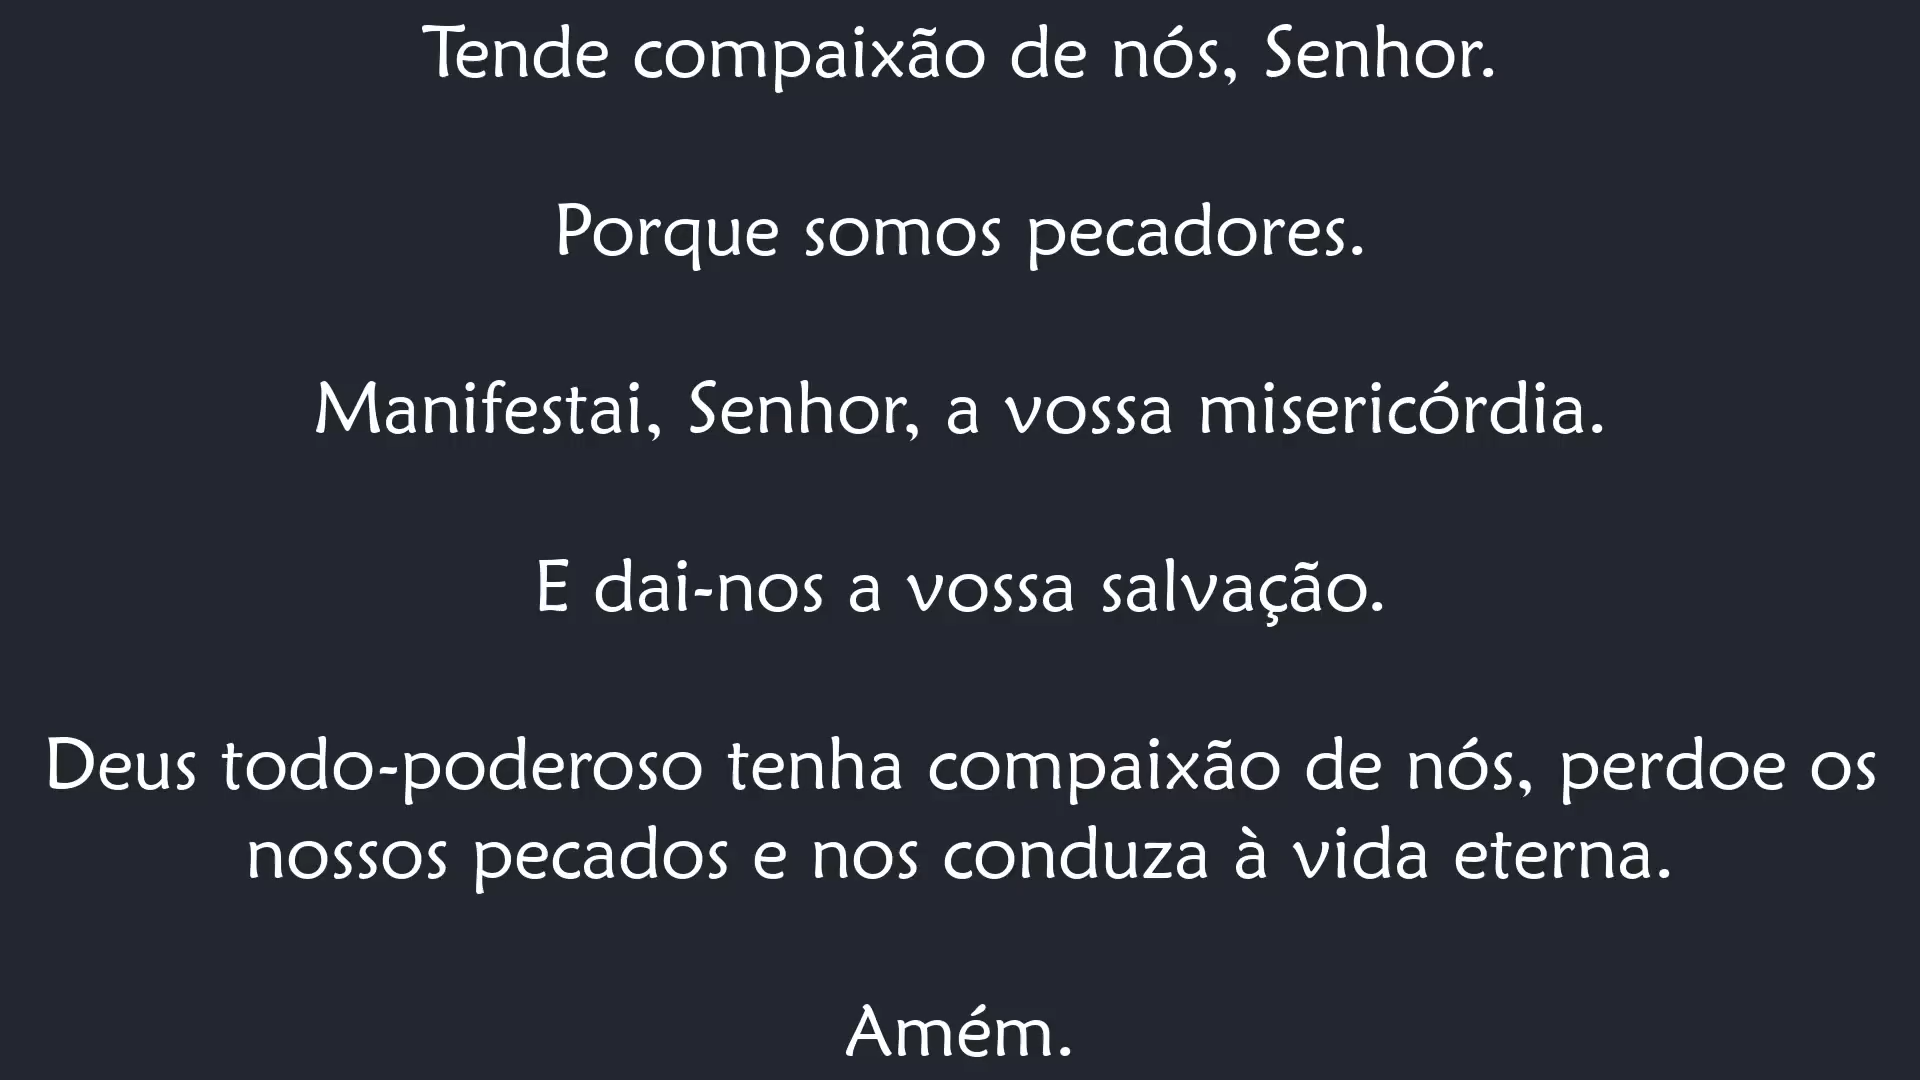 Tende compaixão de nós, Senhor.
Porque somos pecadores.
Manifestai, Senhor, a vossa misericórdia.
E dai-nos a vossa salvação.
Deus todo-poderoso tenha compaixão de nós, perdoe os
nossos pecados e nos conduza à vida eterna.
Amém.